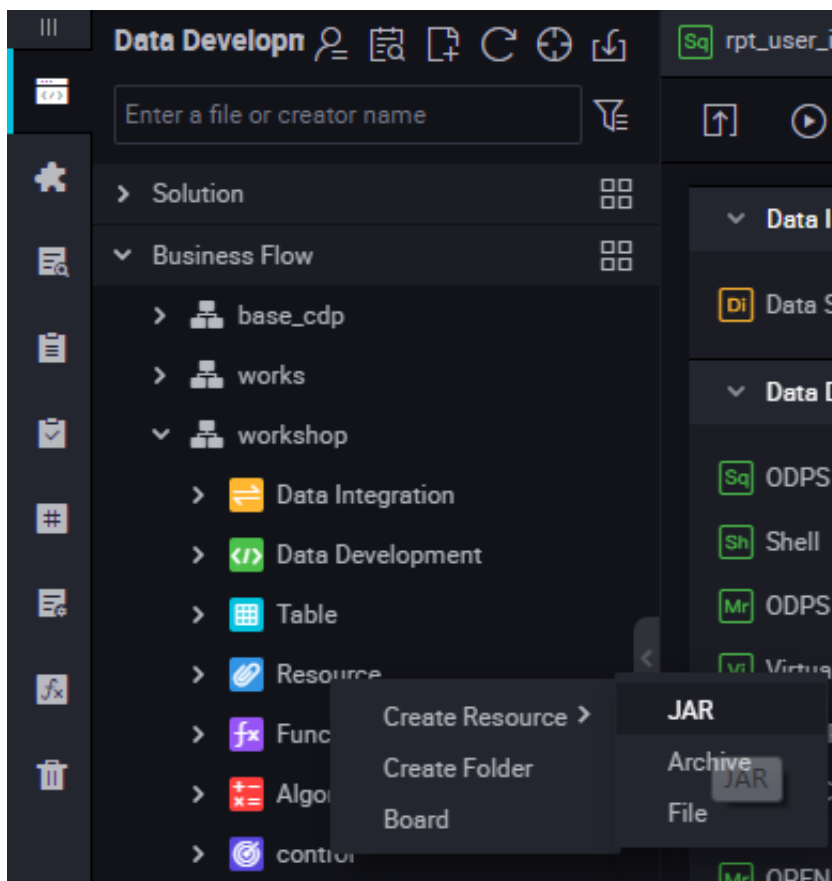 Data Developn
Sq rpt_user_i
Enter a file or creator name
Solution
Data I
Business Flow
Di Data S
base_cdp
works
Data D
workshop
Sq ODPS
Data Integration
Sh Shell
Data Development
Mr ODPS
Table
Vi Virtua
Resource
Create Resource
JAR
Func
Create Folder
Archive
JAR
Algo
Board
File
control
Mr OPEN